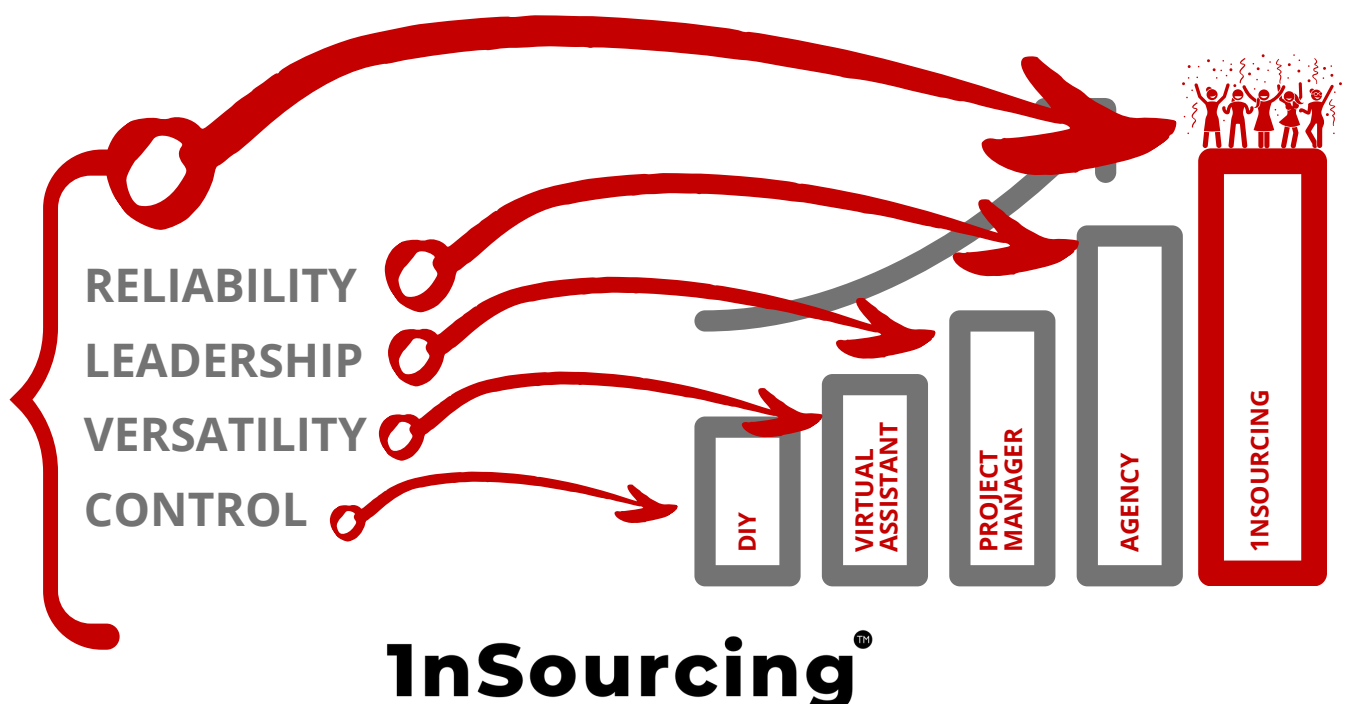 RELIABILITY
LEADERSHIP
VERSATILITY
CONTROL
DIY
VIRTUAL
ASSISTANT
PROJECT
MANAGER
AGENCY
1NSOURCING
1nSourcing™